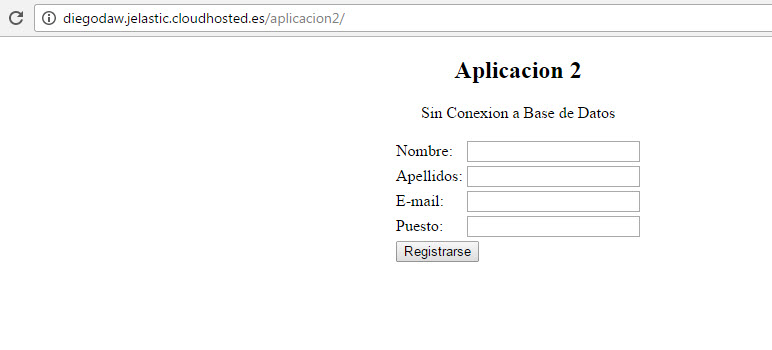 diegodaw.jelastic.cloudhosted.es/aplicacion2/
Aplicacion 2
Sin Conexion a Base de Datos
Nombre:
Apellidos:
E-mail:
Puesto:
Registrarse